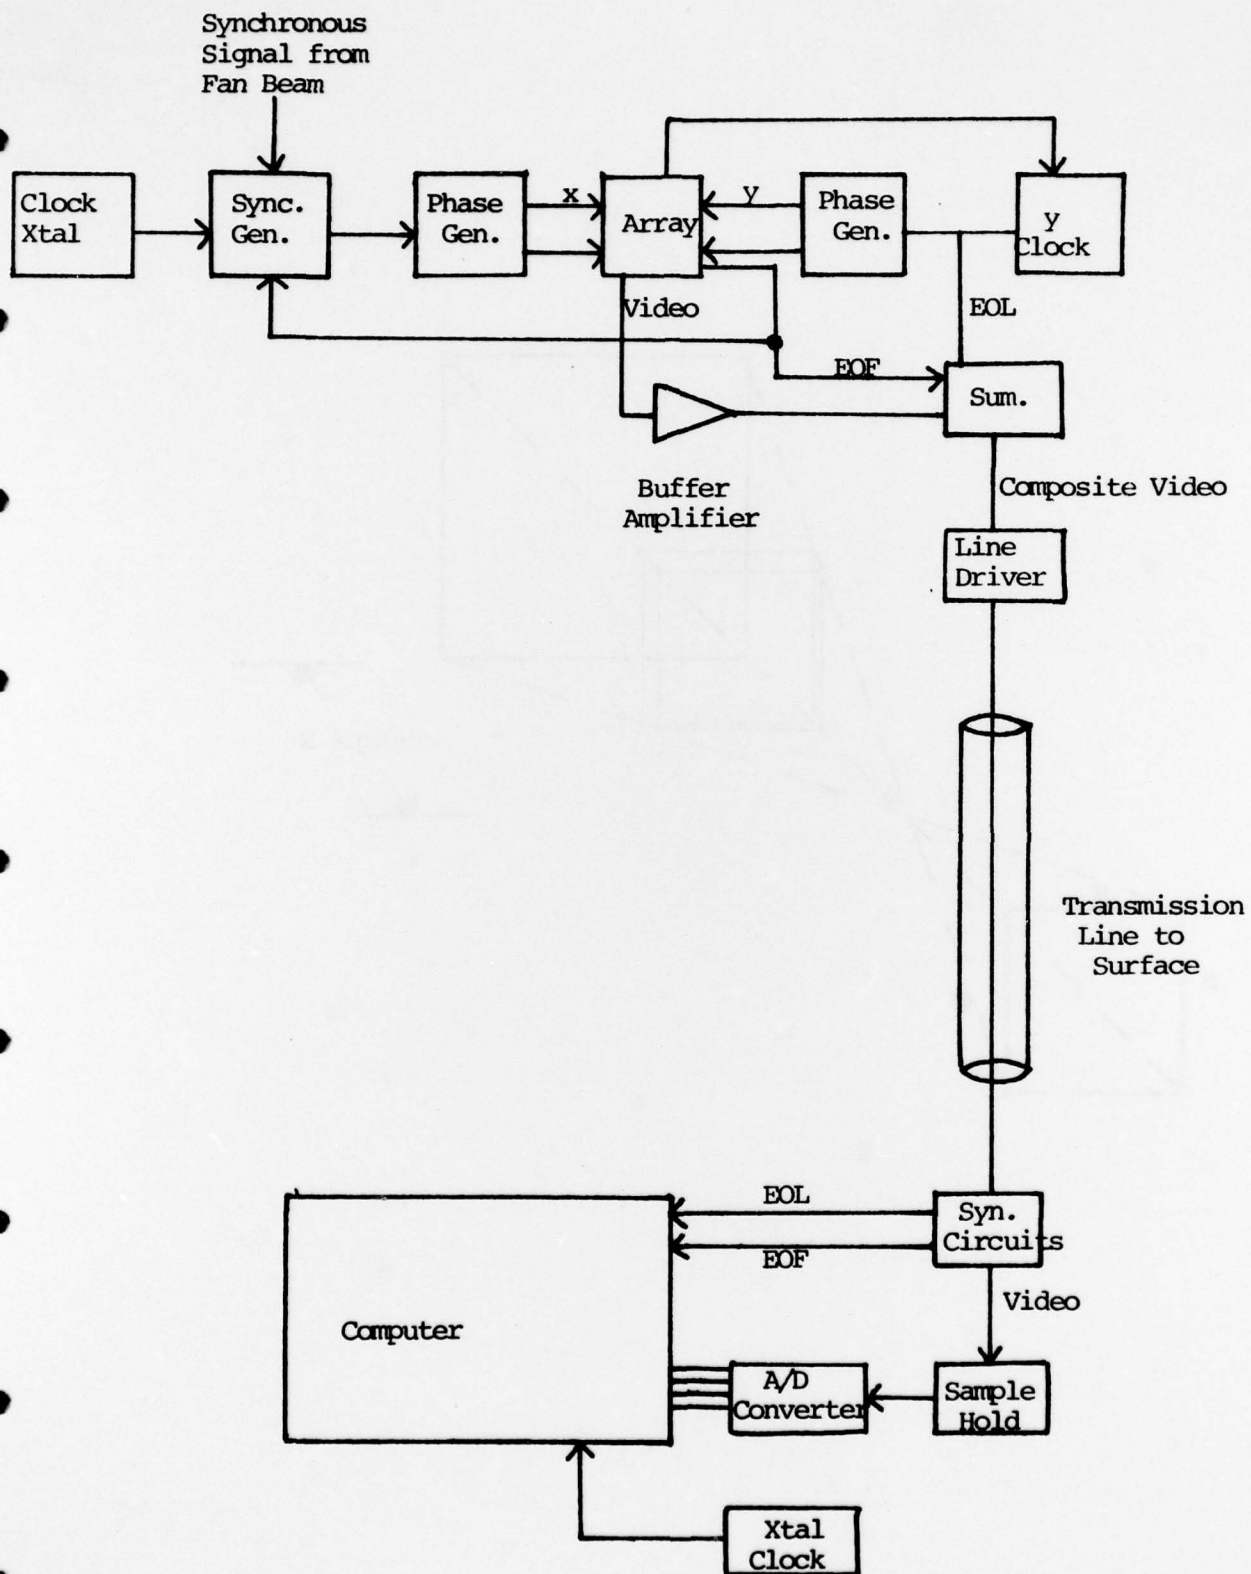 Synchronous
Signal from
Fan Beam
Clock
Xtal
Sync.
Gen.
Phase
Gen.
x
Array
y
Phase
Gen.
y
Clock
Video
EOL
EOF
Sum.
Buffer
Amplifier
Composite Video
Line
Driver
Transmission
Line to
Surface
EOL
EOF
Syn.
Circuits
Video
Computer
A/D
Converter
Sample
Hold
Xtal
Clock